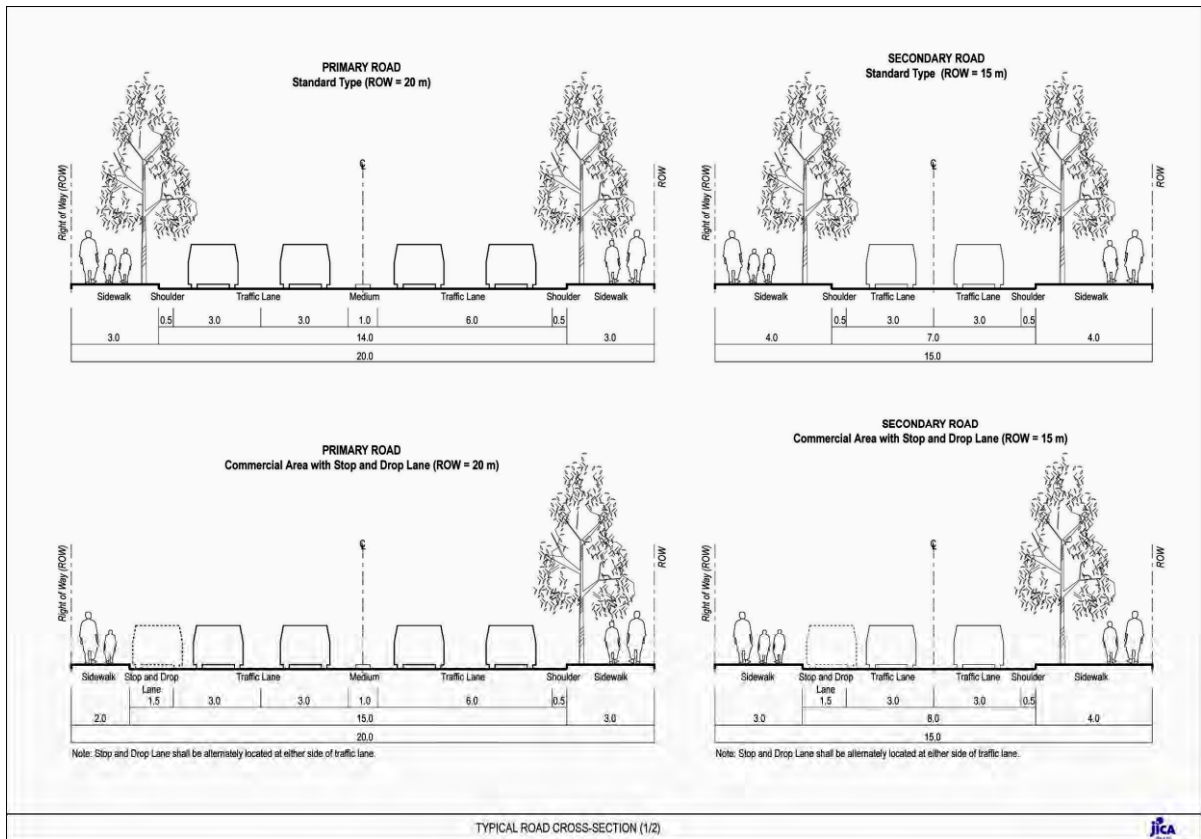 PRIMARY ROAD
Standard Type (ROW = 20 m)
Right of Way (ROW)
℄
ROW
Sidewalk Shoulder Traffic Lane Medium Traffic Lane Shoulder Sidewalk
0.5 3.0 3.0 1.0 6.0 0.5
3.0 14.0 3.0
20.0
SECONDARY ROAD
Standard Type (ROW = 15 m)
Right of Way (ROW)
℄
ROW
Sidewalk Shoulder Traffic Lane Traffic Lane Shoulder Sidewalk
0.5 3.0 3.0 0.5
4.0 7.0 4.0
15.0
PRIMARY ROAD
Commercial Area with Stop and Drop Lane (ROW = 20 m)
Right of Way (ROW)
℄
ROW
Sidewalk Stop and Drop Traffic Lane Medium Traffic Lane Shoulder Sidewalk
Lane
1.5 3.0 3.0 1.0 6.0 0.5
2.0 15.0 3.0
20.0
Note: Stop and Drop Lane shall be alternately located at either side of traffic lane.
SECONDARY ROAD
Commercial Area with Stop and Drop Lane (ROW = 15 m)
Right of Way (ROW)
℄
ROW
Sidewalk Stop and Drop Traffic Lane Traffic Lane Shoulder Sidewalk
Lane
1.5 3.0 3.0 0.5
3.0 8.0 4.0
15.0
Note: Stop and Drop Lane shall be alternately located at either side of traffic lane.
TYPICAL ROAD CROSS-SECTION (1/2)
jICA